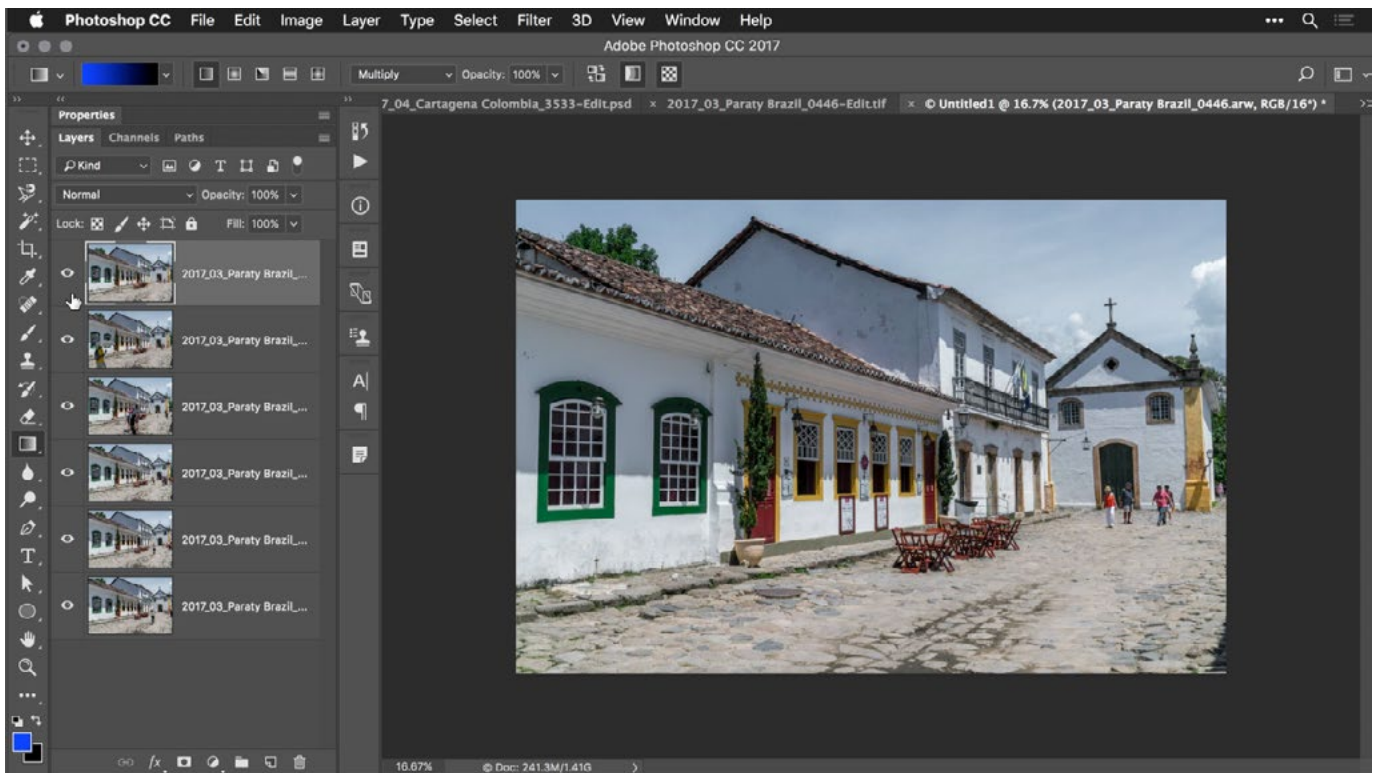 Photoshop CC File Edit Image Layer Type Select Filter 3D View Window Help
Adobe Photoshop CC 2017
Multiply Opacity: 100%
7_04_Cartagena Colombia_3533-Edit.psd × 2017_03_Paraty Brazil_0446-Edit.tif × © Untitled1 @ 16.7% (2017_03_Paraty Brazil_0446.arw, RGB/16*) *
Properties
Layers Channels Paths
Kind
Normal Opacity: 100%
Lock: Fill: 100%
2017_03_Paraty Brazil_...
2017_03_Paraty Brazil_...
2017_03_Paraty Brazil_...
2017_03_Paraty Brazil_...
2017_03_Paraty Brazil_...
2017_03_Paraty Brazil_...
16.67% © Doc: 241.3M/1.41G